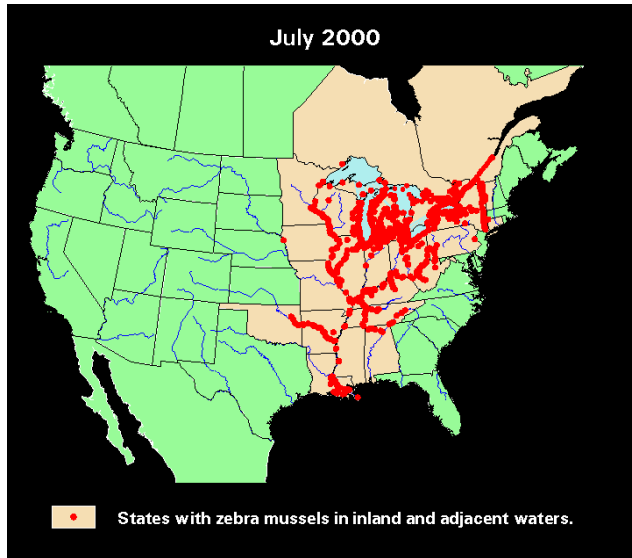 July 2000
States with zebra mussels in inland and adjacent waters.